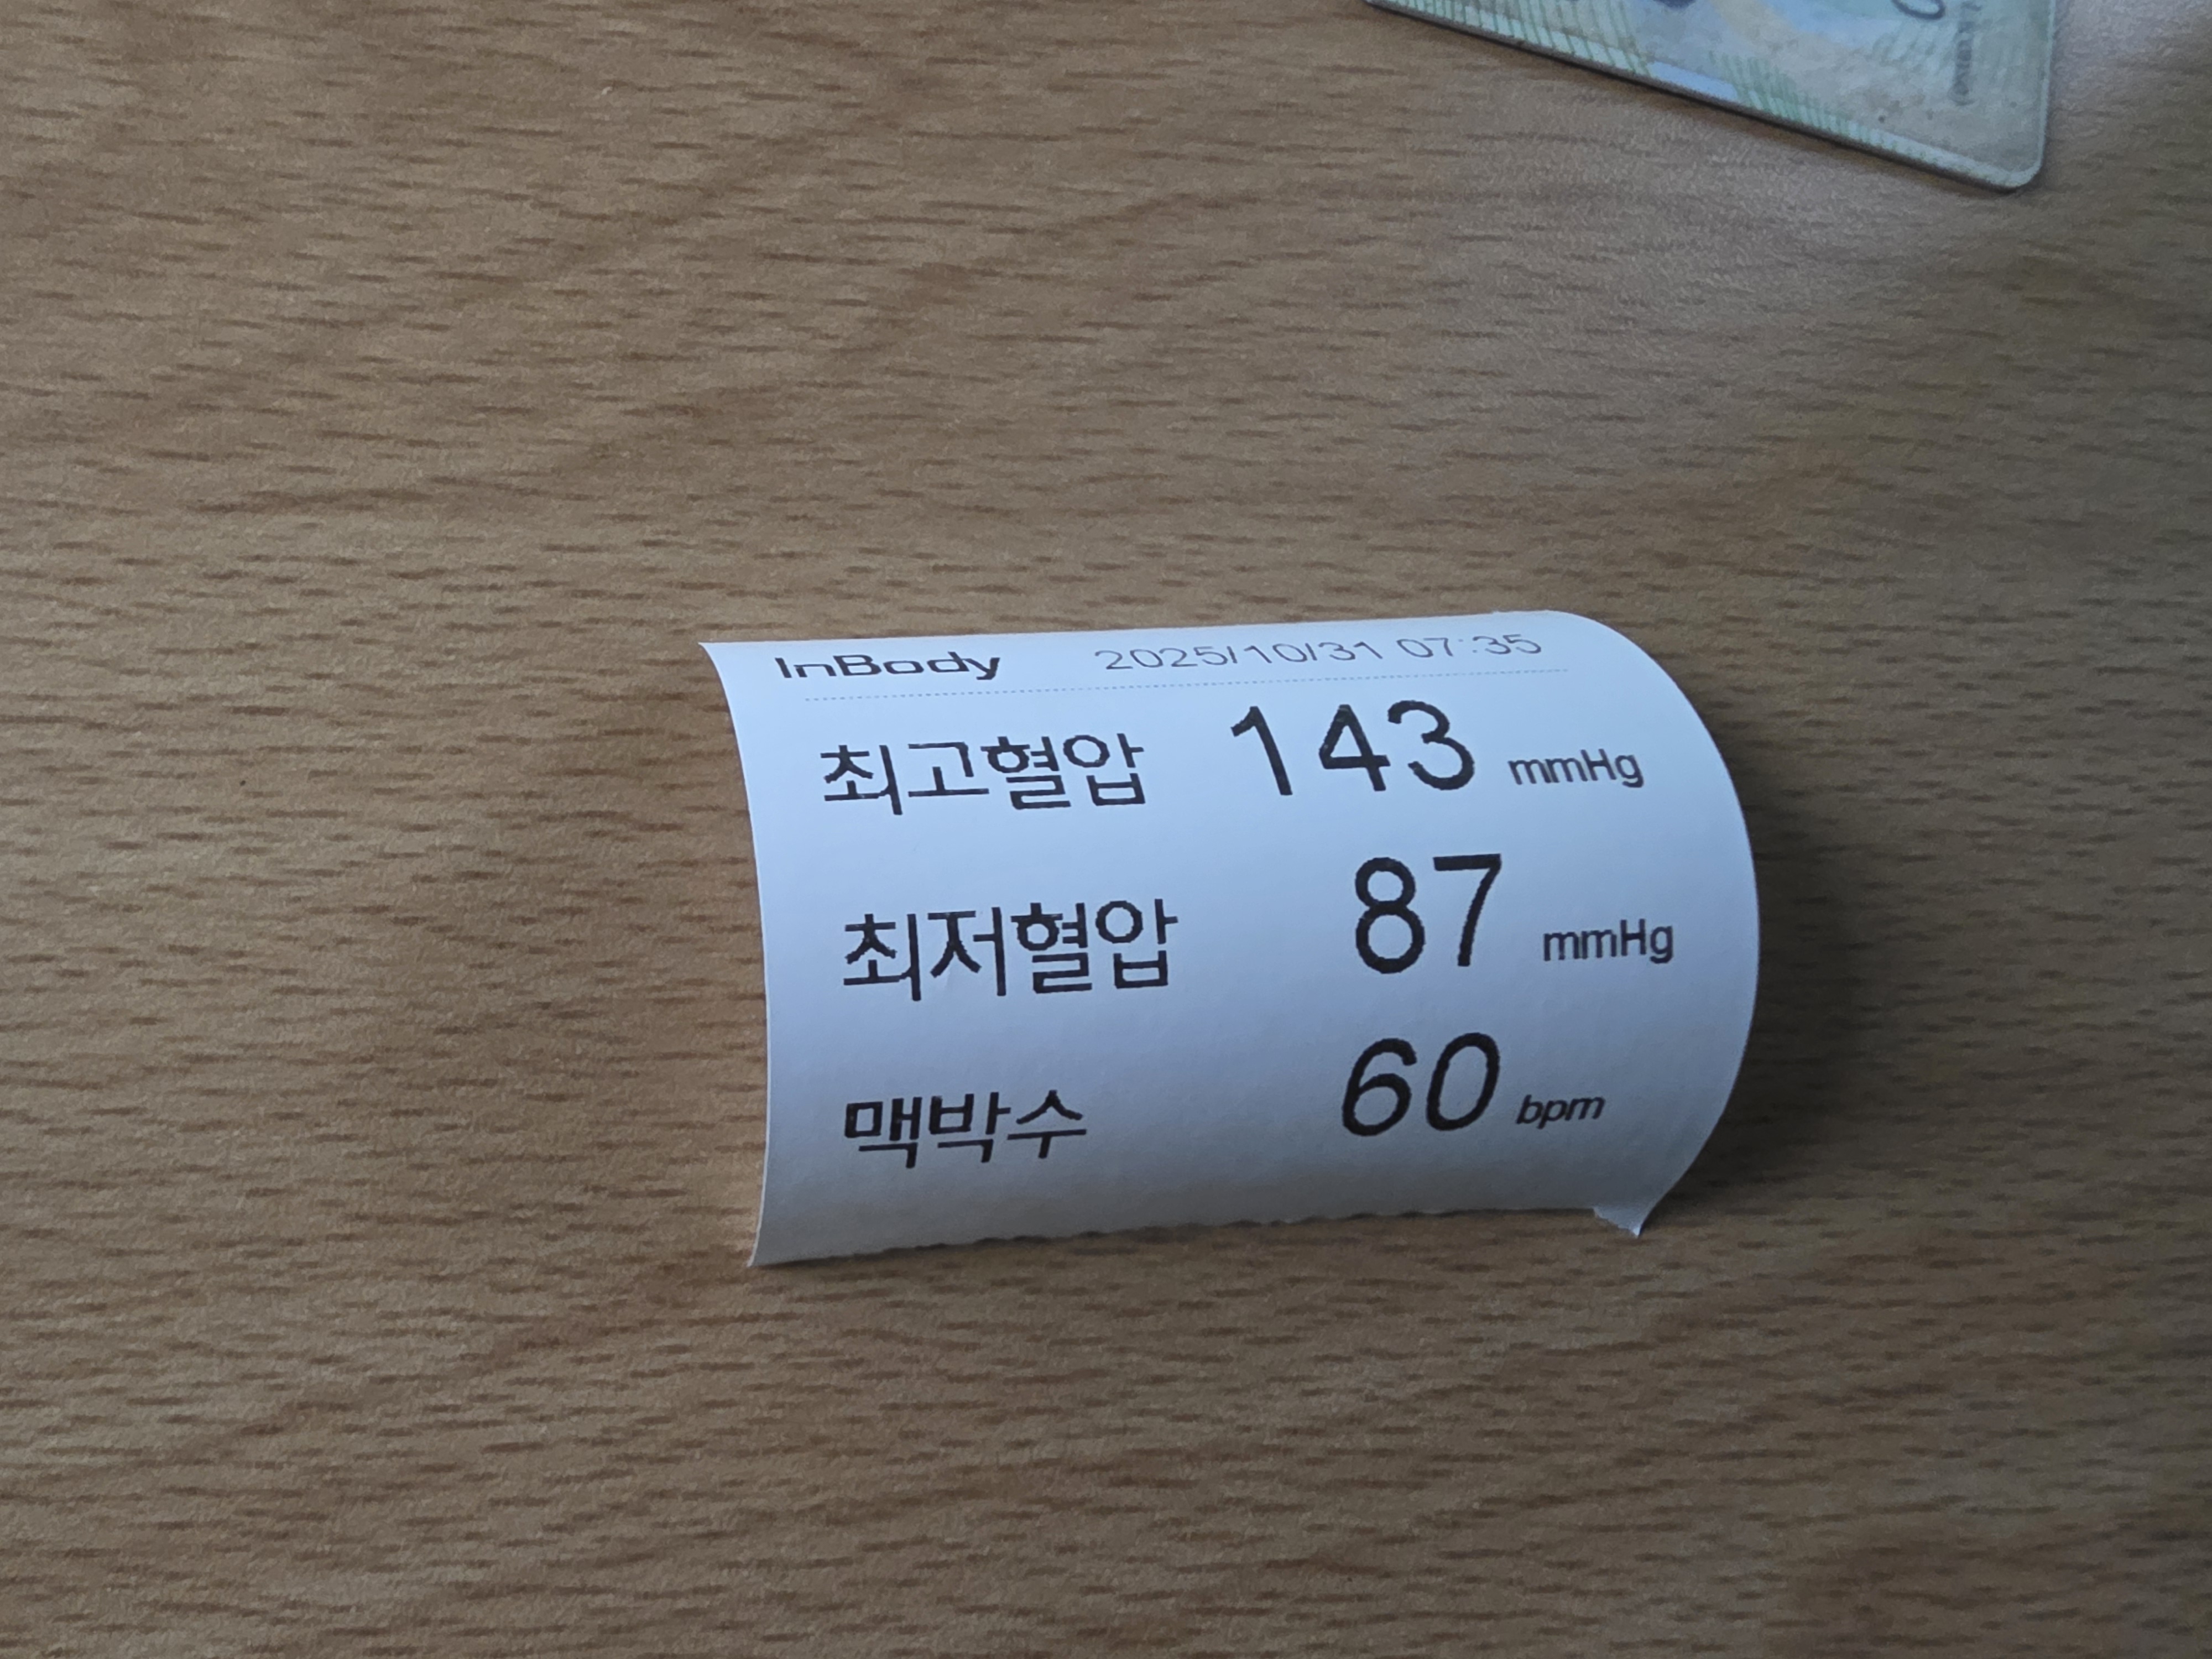 InBody 2025/10/31 07:35
최고혈압 143 mmHg
최저혈압 87 mmHg
맥박수 60 bpm